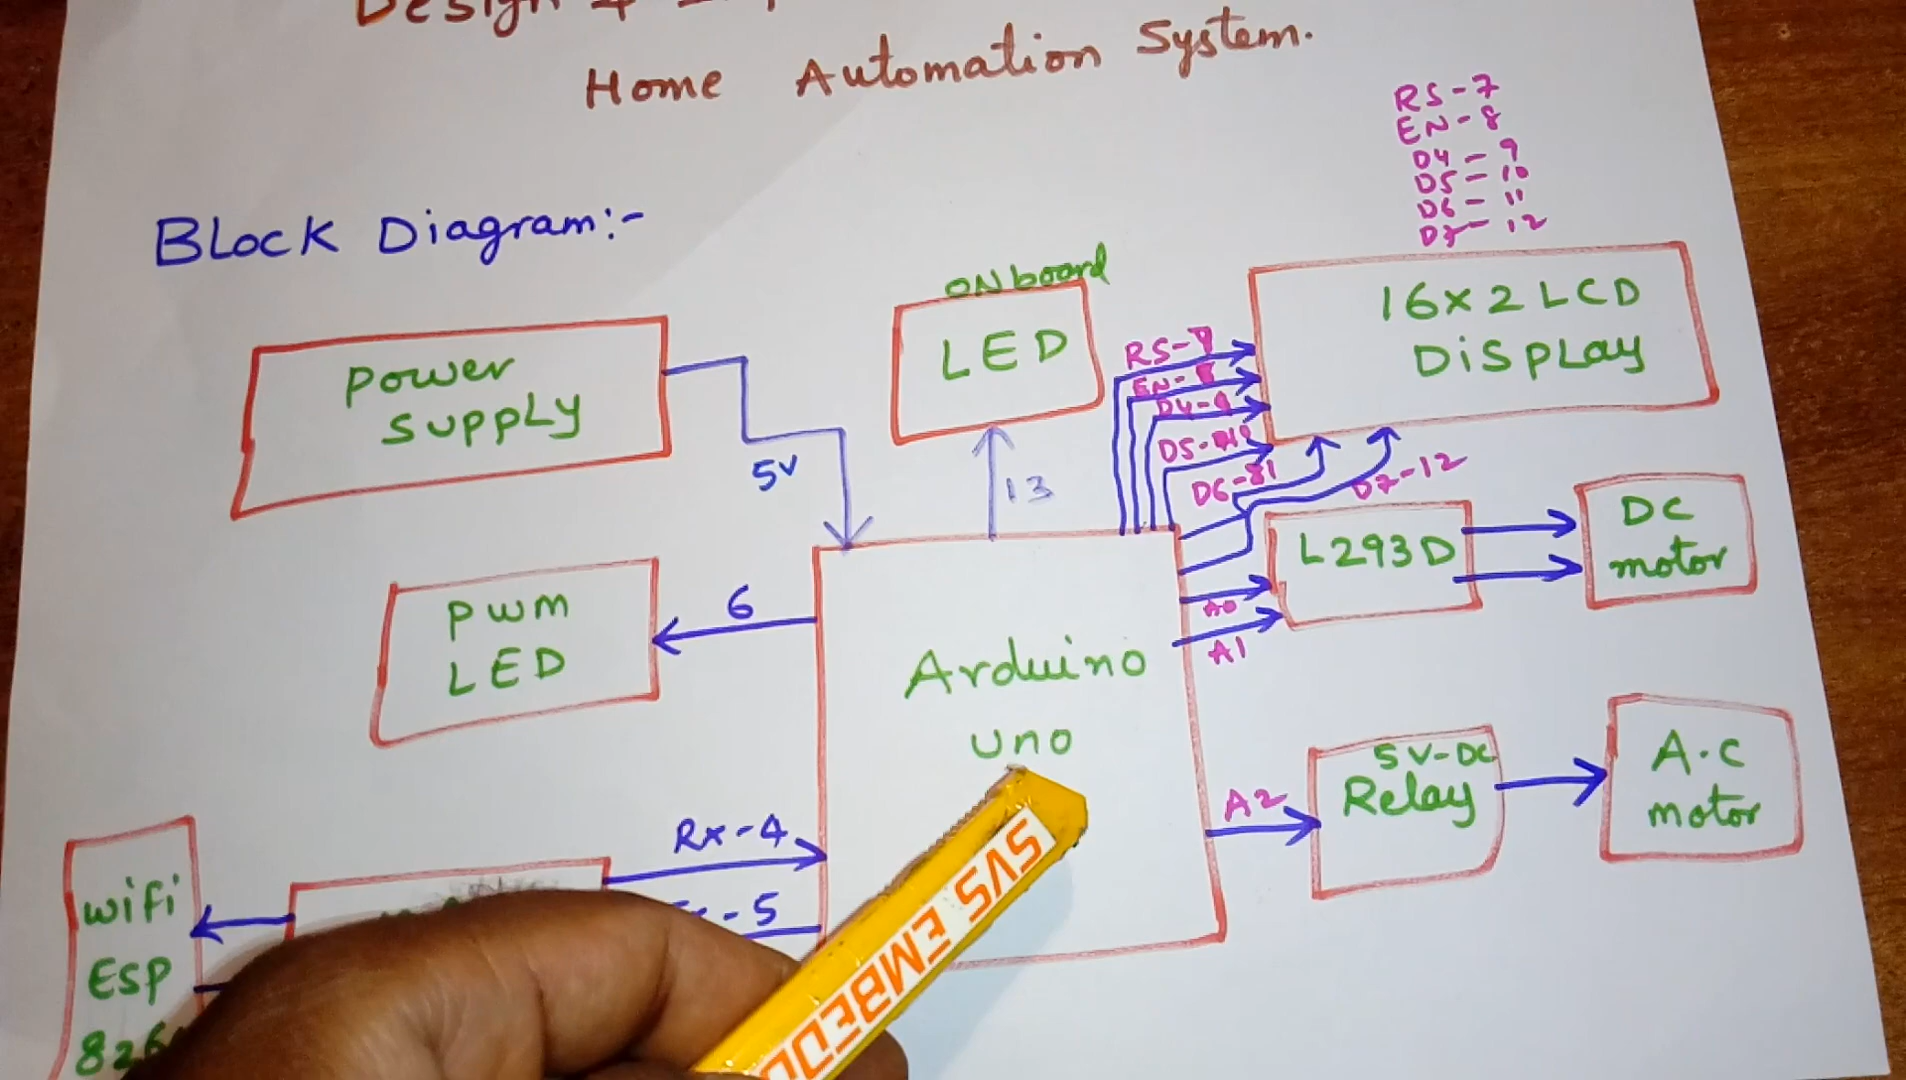 Design &
Home Automation System.
RS-7
EN-8
D4-9
D5-10
D6-11
D7-12
Block Diagram:-
ON board
LED
16x2 LCD
Display
Power
Supply
5V
13
RS-7
EN-8
D4-9
D5-
D6-
D7-12
L293D
DC
motor
A0
A1
PWM
LED
6
Arduino
Uno
5V-DC
Relay
A2
A.C
motor
Rx-4
-5
wifi
ESP
SVS EMBEDD